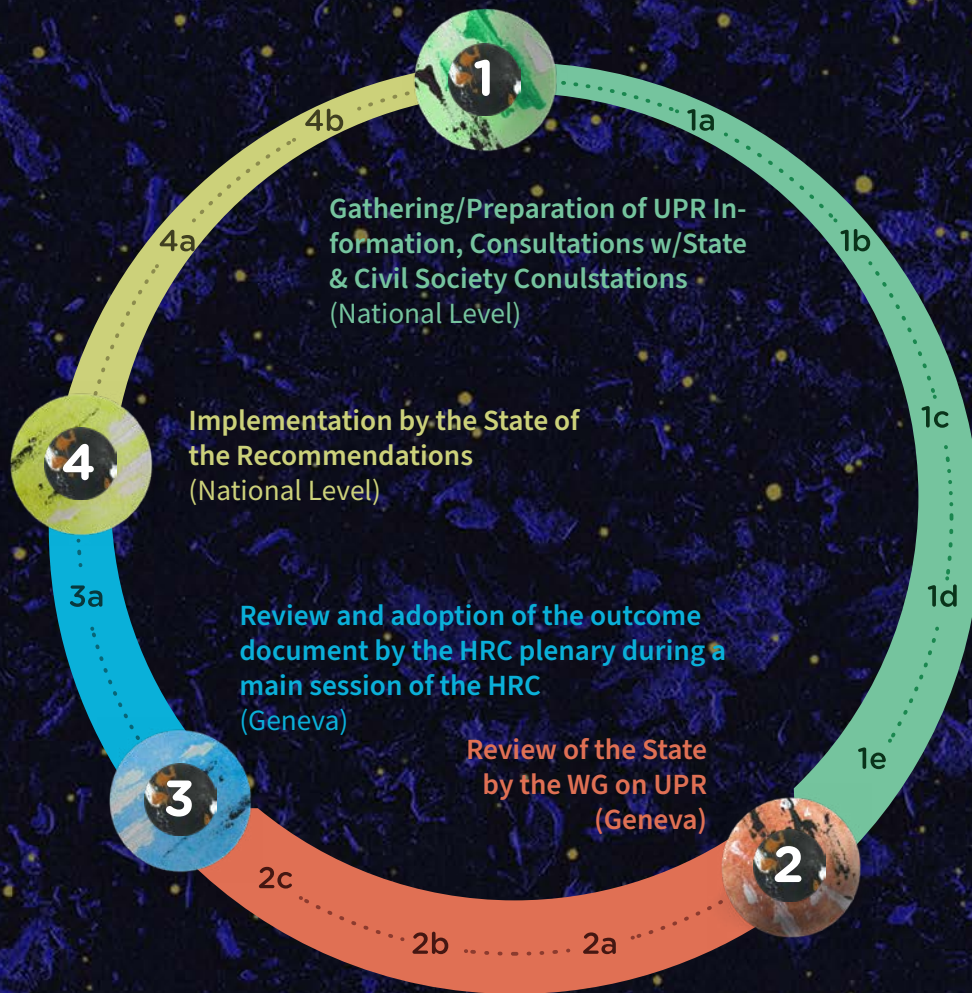 1
1a
1b
1c
1d
1e
Gathering/Preparation of UPR In-
formation, Consultations w/State
& Civil Society Conulstations
(National Level)
2
2a
2b
2c
Review of the State
by the WG on UPR
(Geneva)
3
3a
Review and adoption of the outcome
document by the HRC plenary during a
main session of the HRC
(Geneva)
4
4a
4b
Implementation by the State of
the Recommendations
(National Level)